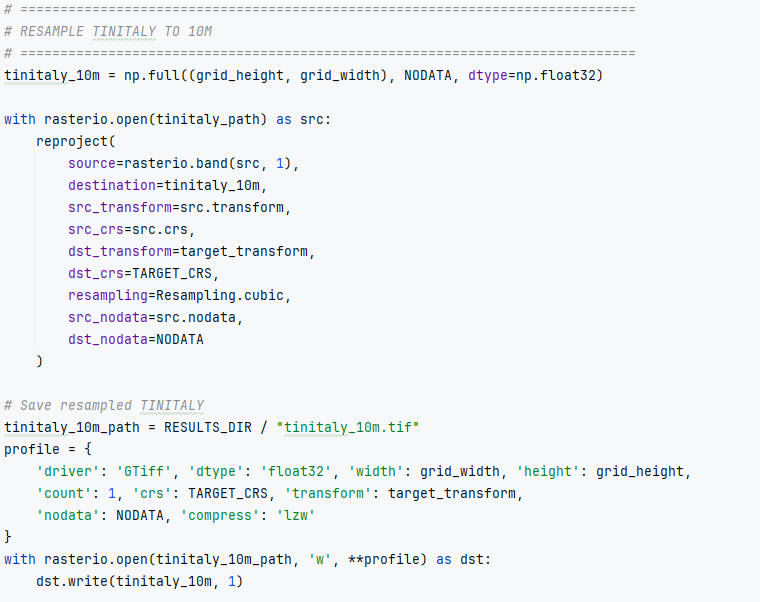 # =============================================================================
# RESAMPLE TINITALY TO 10M
# =============================================================================
tinitaly_10m = np.full((grid_height, grid_width), NODATA, dtype=np.float32)

with rasterio.open(tinitaly_path) as src:
    reproject(
        source=rasterio.band(src, 1),
        destination=tinitaly_10m,
        src_transform=src.transform,
        src_crs=src.crs,
        dst_transform=target_transform,
        dst_crs=TARGET_CRS,
        resampling=Resampling.cubic,
        src_nodata=src.nodata,
        dst_nodata=NODATA
    )

# Save resampled TINITALY
tinitaly_10m_path = RESULTS_DIR / "tinitaly_10m.tif"
profile = {
    'driver': 'GTiff', 'dtype': 'float32', 'width': grid_width, 'height': grid_height,
    'count': 1, 'crs': TARGET_CRS, 'transform': target_transform,
    'nodata': NODATA, 'compress': 'lzw'
}
with rasterio.open(tinitaly_10m_path, 'w', **profile) as dst:
    dst.write(tinitaly_10m, 1)